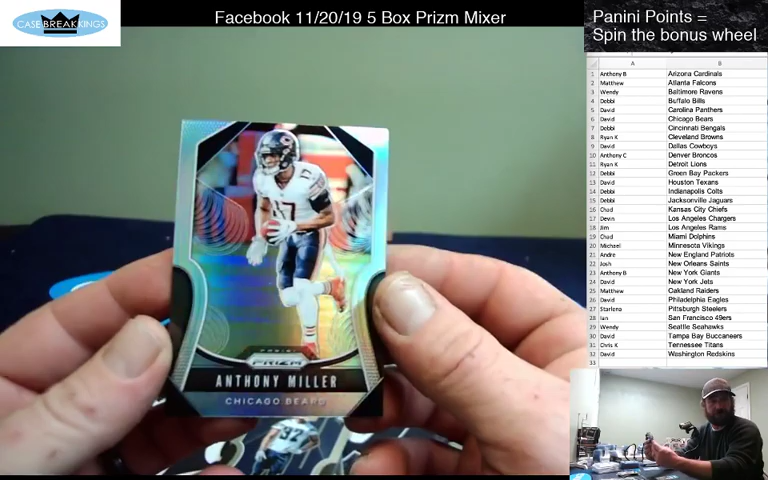 CASE BREAK KINGS
Facebook 11/20/19 5 Box Prizm Mixer
Panini Points =
Spin the bonus wheel
A B
1 Anthony B Arizona Cardinals
2 Matthew Atlanta Falcons
3 Wendy Baltimore Ravens
4 Debbi Buffalo Bills
5 David Carolina Panthers
6 David Chicago Bears
7 Debbi Cincinnati Bengals
8 Ryan K Cleveland Browns
9 David Dallas Cowboys
10 Anthony C Denver Broncos
11 Ryan K Detroit Lions
12 Debbi Green Bay Packers
13 David Houston Texans
14 Debbi Indianapolis Colts
15 Debbi Jacksonville Jaguars
16 Chad Kansas City Chiefs
17 Devin Los Angeles Chargers
18 Jim Los Angeles Rams
19 Chad Miami Dolphins
20 Michael Minnesota Vikings
21 Andre New England Patriots
22 Josh New Orleans Saints
23 Anthony B New York Giants
24 David New York Jets
25 Matthew Oakland Raiders
26 David Philadelphia Eagles
27 Starleno Pittsburgh Steelers
28 Ian San Francisco 49ers
29 Wendy Seattle Seahawks
30 David Tampa Bay Buccaneers
31 Chris K Tennessee Titans
32 David Washington Redskins
33
17
PANINI
PRIZM
ANTHONY MILLER
CHICAGO BEARS
32